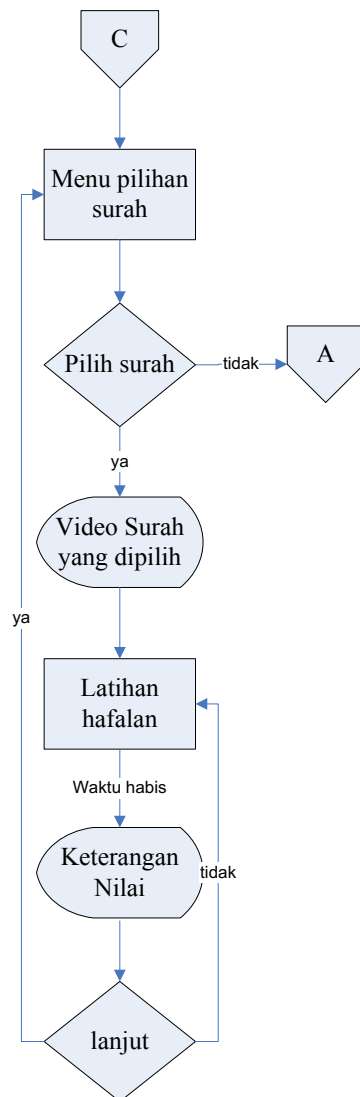 C
Menu pilihan
surah
Pilih surah
tidak
A
ya
Video Surah
yang dipilih
ya
Latihan
hafalan
Waktu habis
Keterangan
Nilai
tidak
lanjut